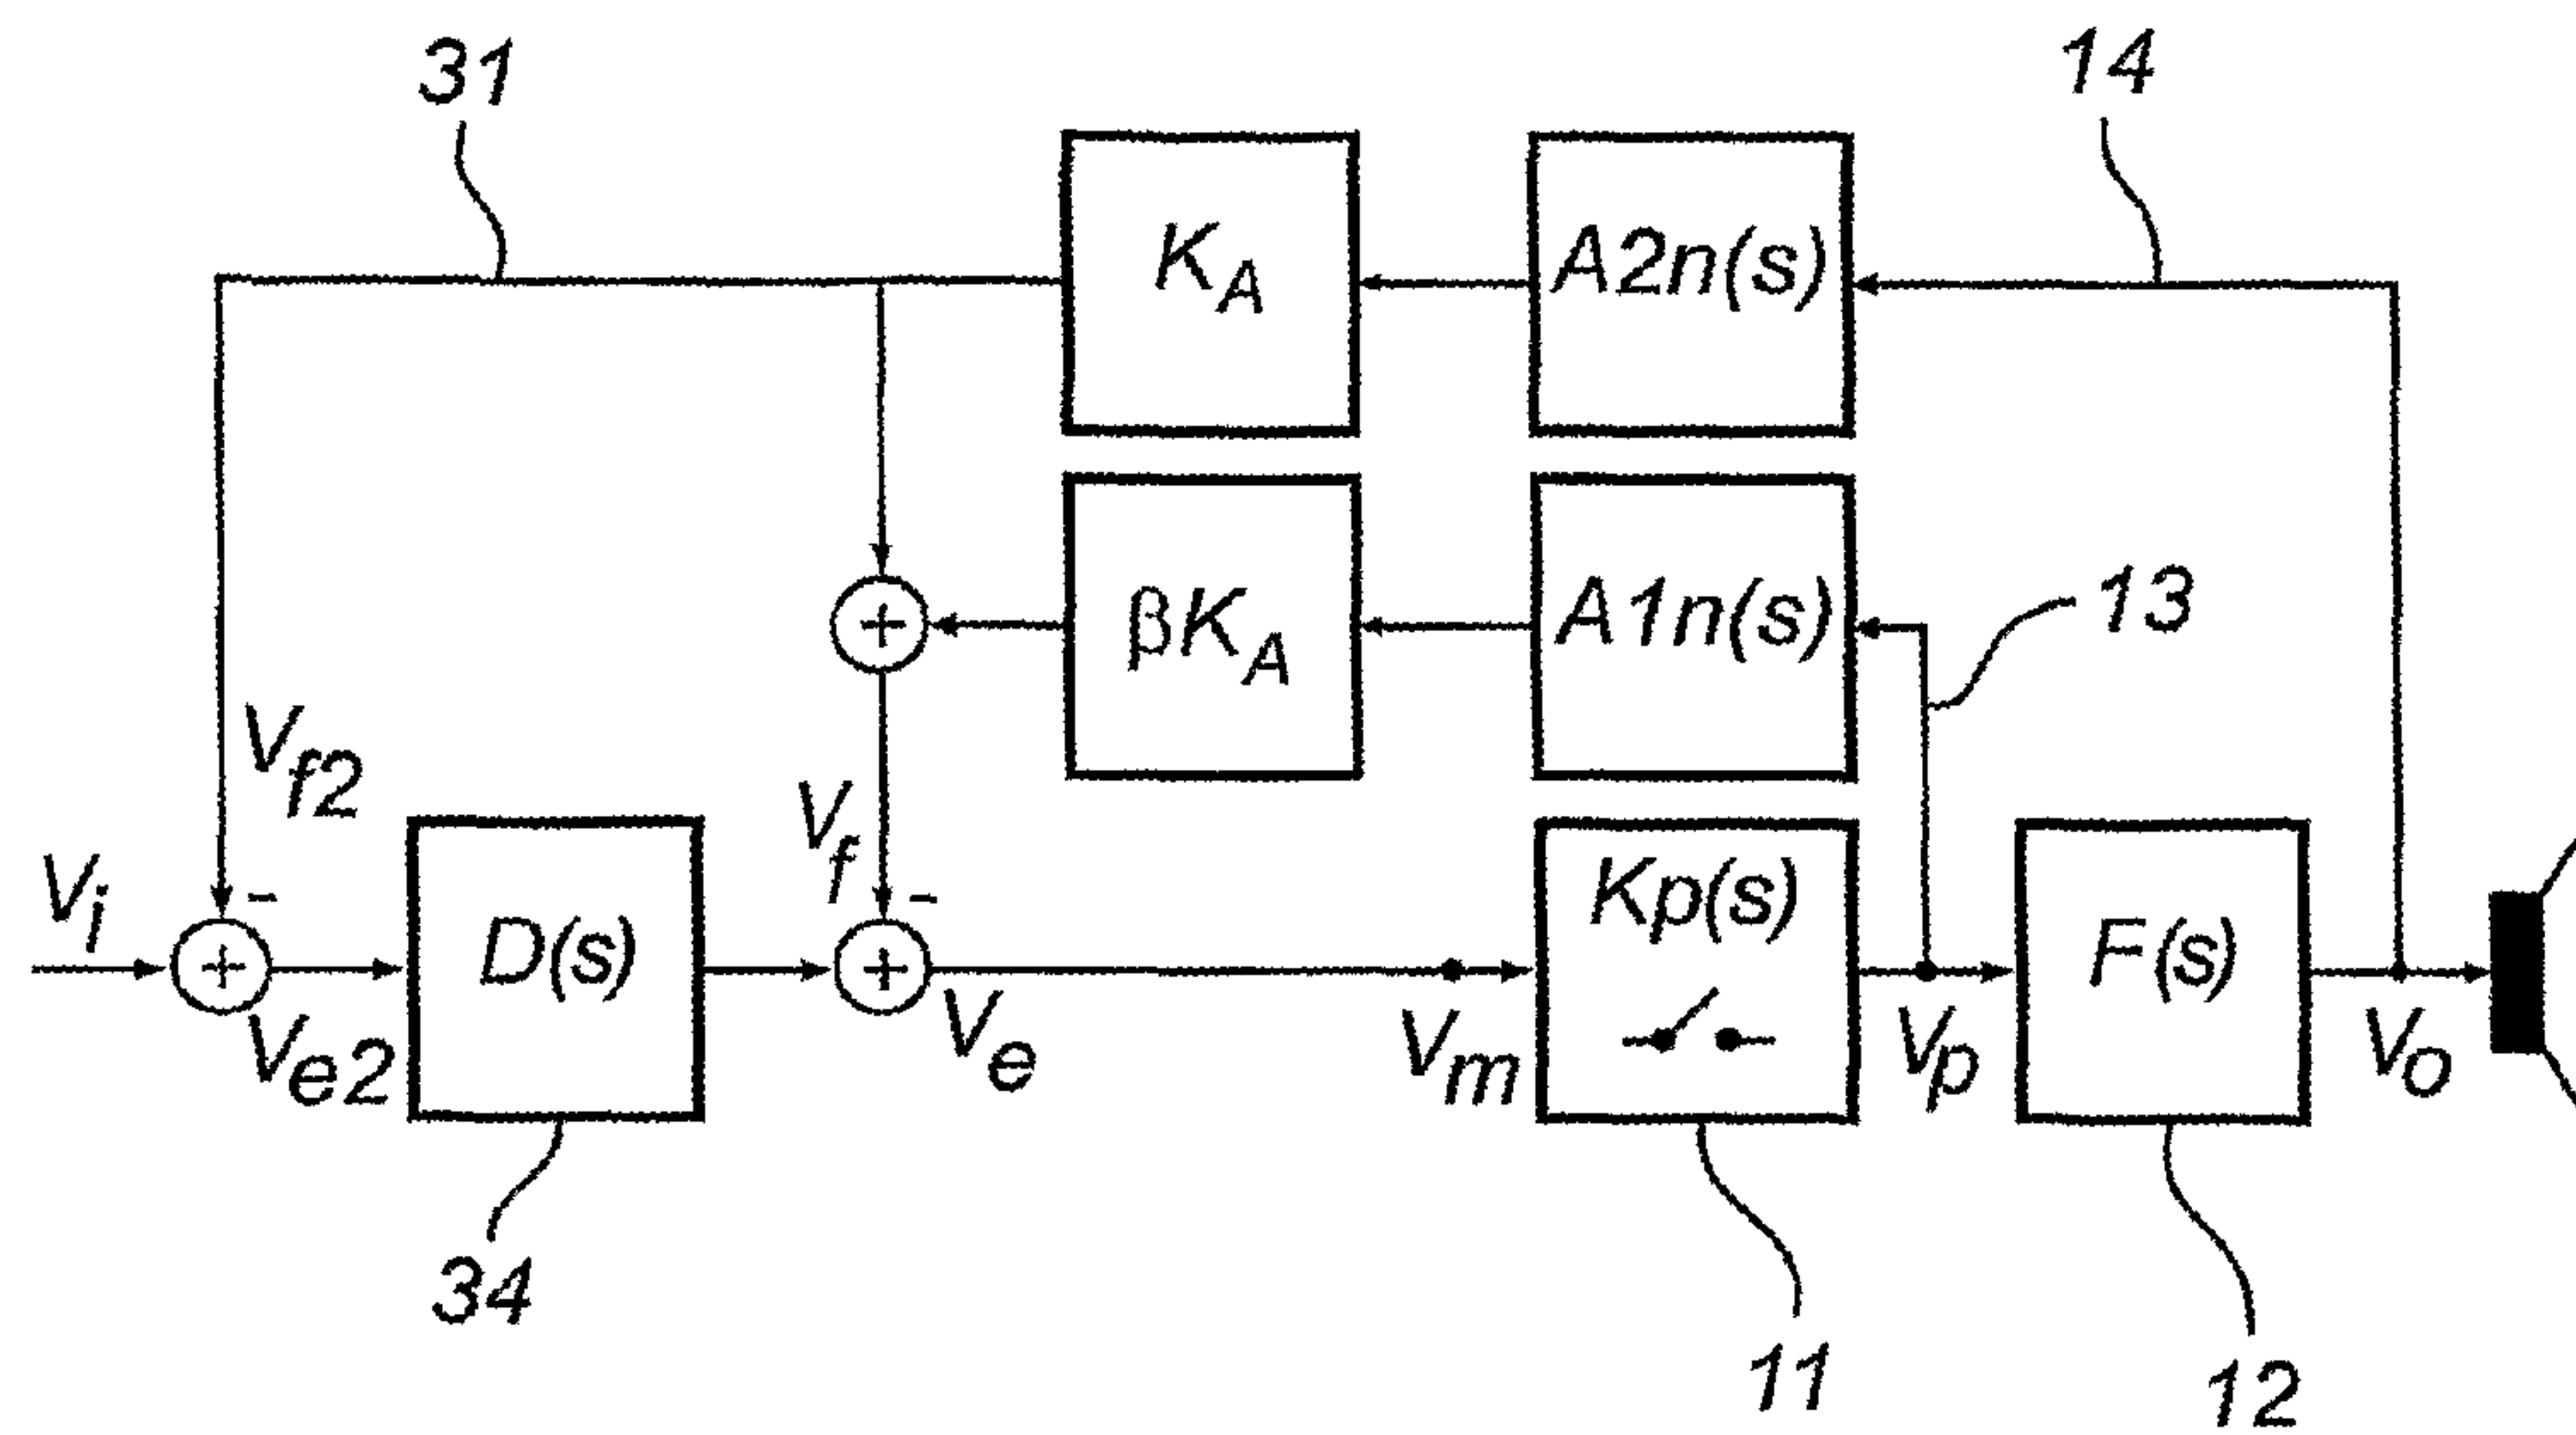 31
14
K_A
A2n(s)
βK_A
A1n(s)
13
V_f2
V_f
V_i
-
-
+
+
+
D(s)
Kp(s)
F(s)
V_e2
V_e
V_m
V_p
V_o
34
11
12